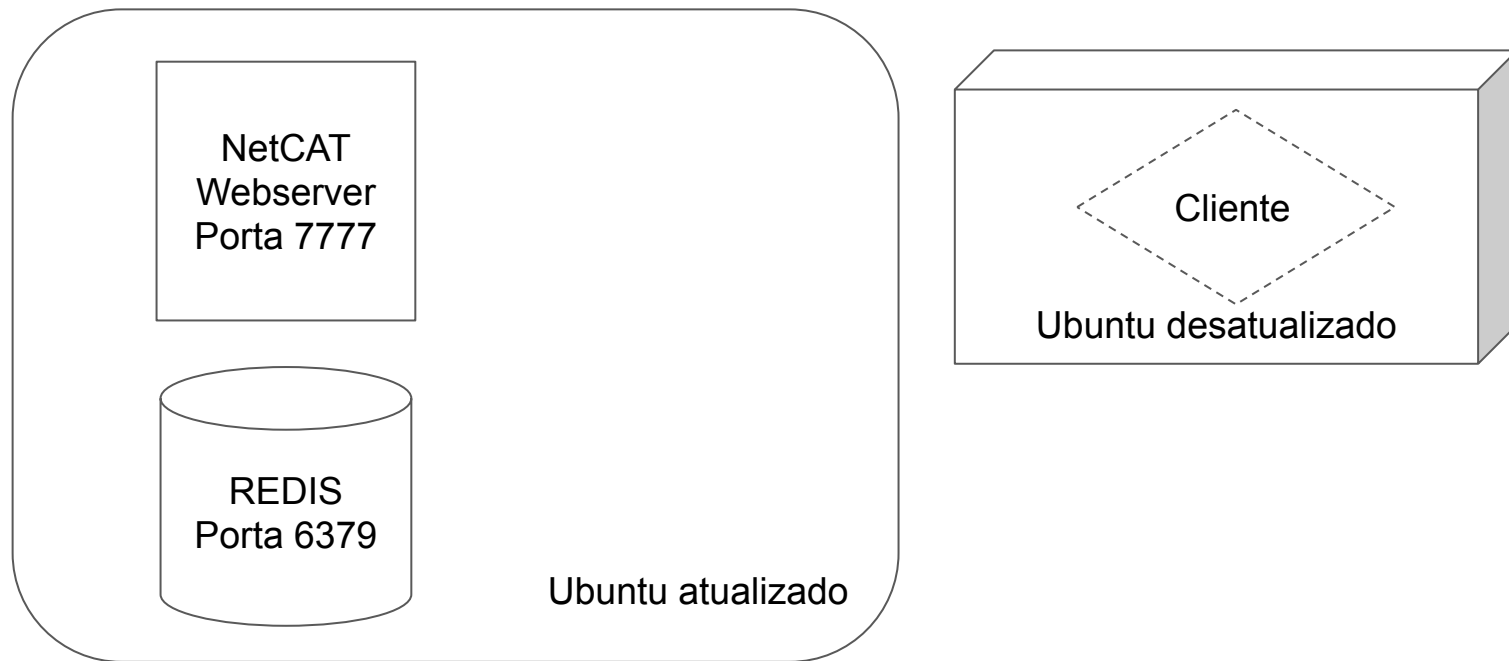 NetCAT
Webserver
Porta 7777
REDIS
Porta 6379
Ubuntu atualizado
Cliente
Ubuntu desatualizado